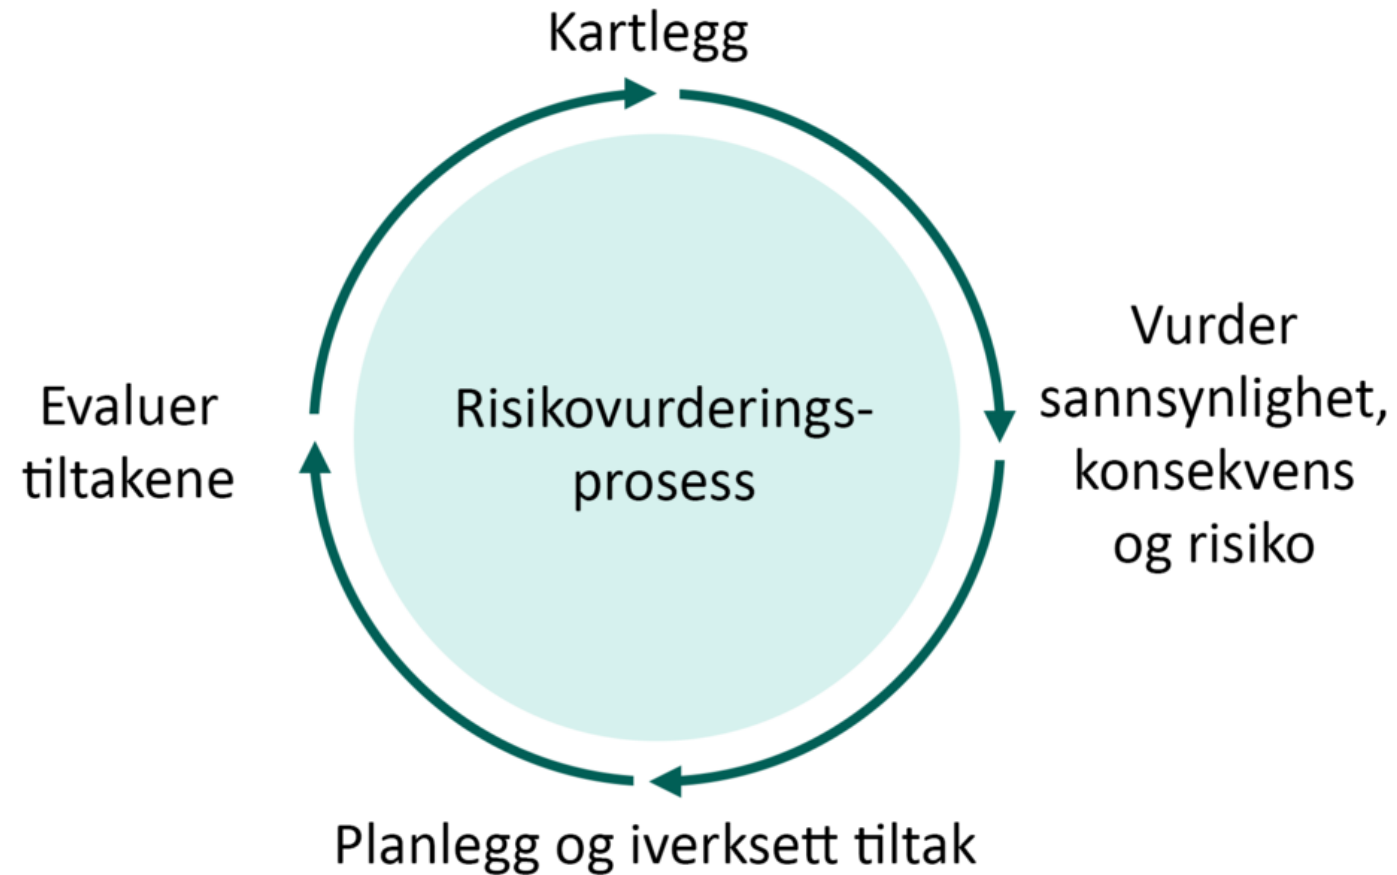 Kartlegg
Vurder
sannsynlighet,
konsekvens
og risiko
Evaluer
tiltakene
Risikovurderings-
prosess
Planlegg og iverksett tiltak